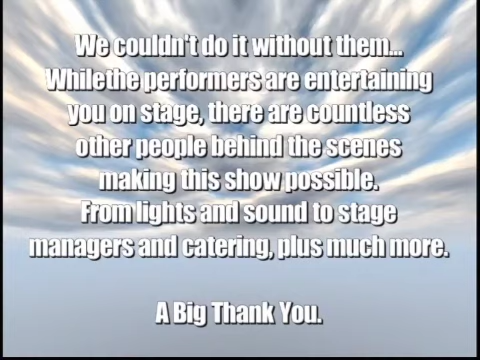 We couldn't do it without them...
While the performers are entertaining
you on stage, there are countless
other people behind the scenes
making this show possible.
From lights and sound to stage
managers and catering, plus much more.
A Big Thank You.